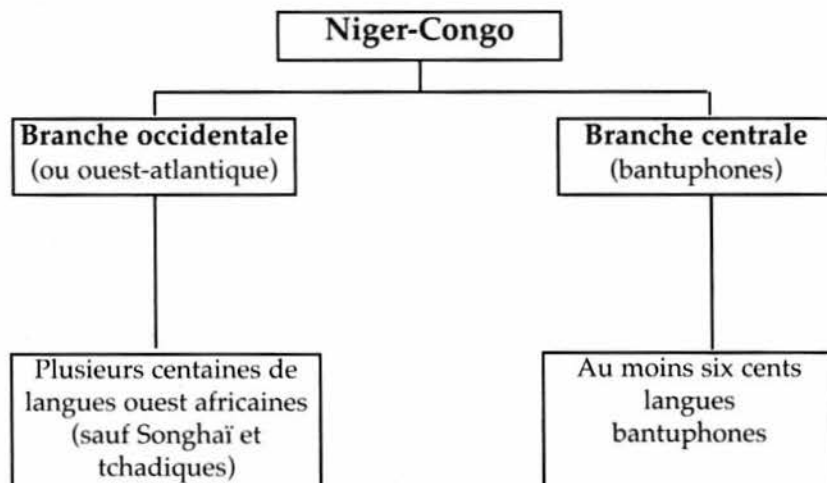 Niger-Congo
Branche occidentale
(ou ouest-atlantique)
Branche centrale
(bantuphones)
Plusieurs centaines de
langues ouest africaines
(sauf Songhaï et
tchadiques)
Au moins six cents
langues
bantuphones